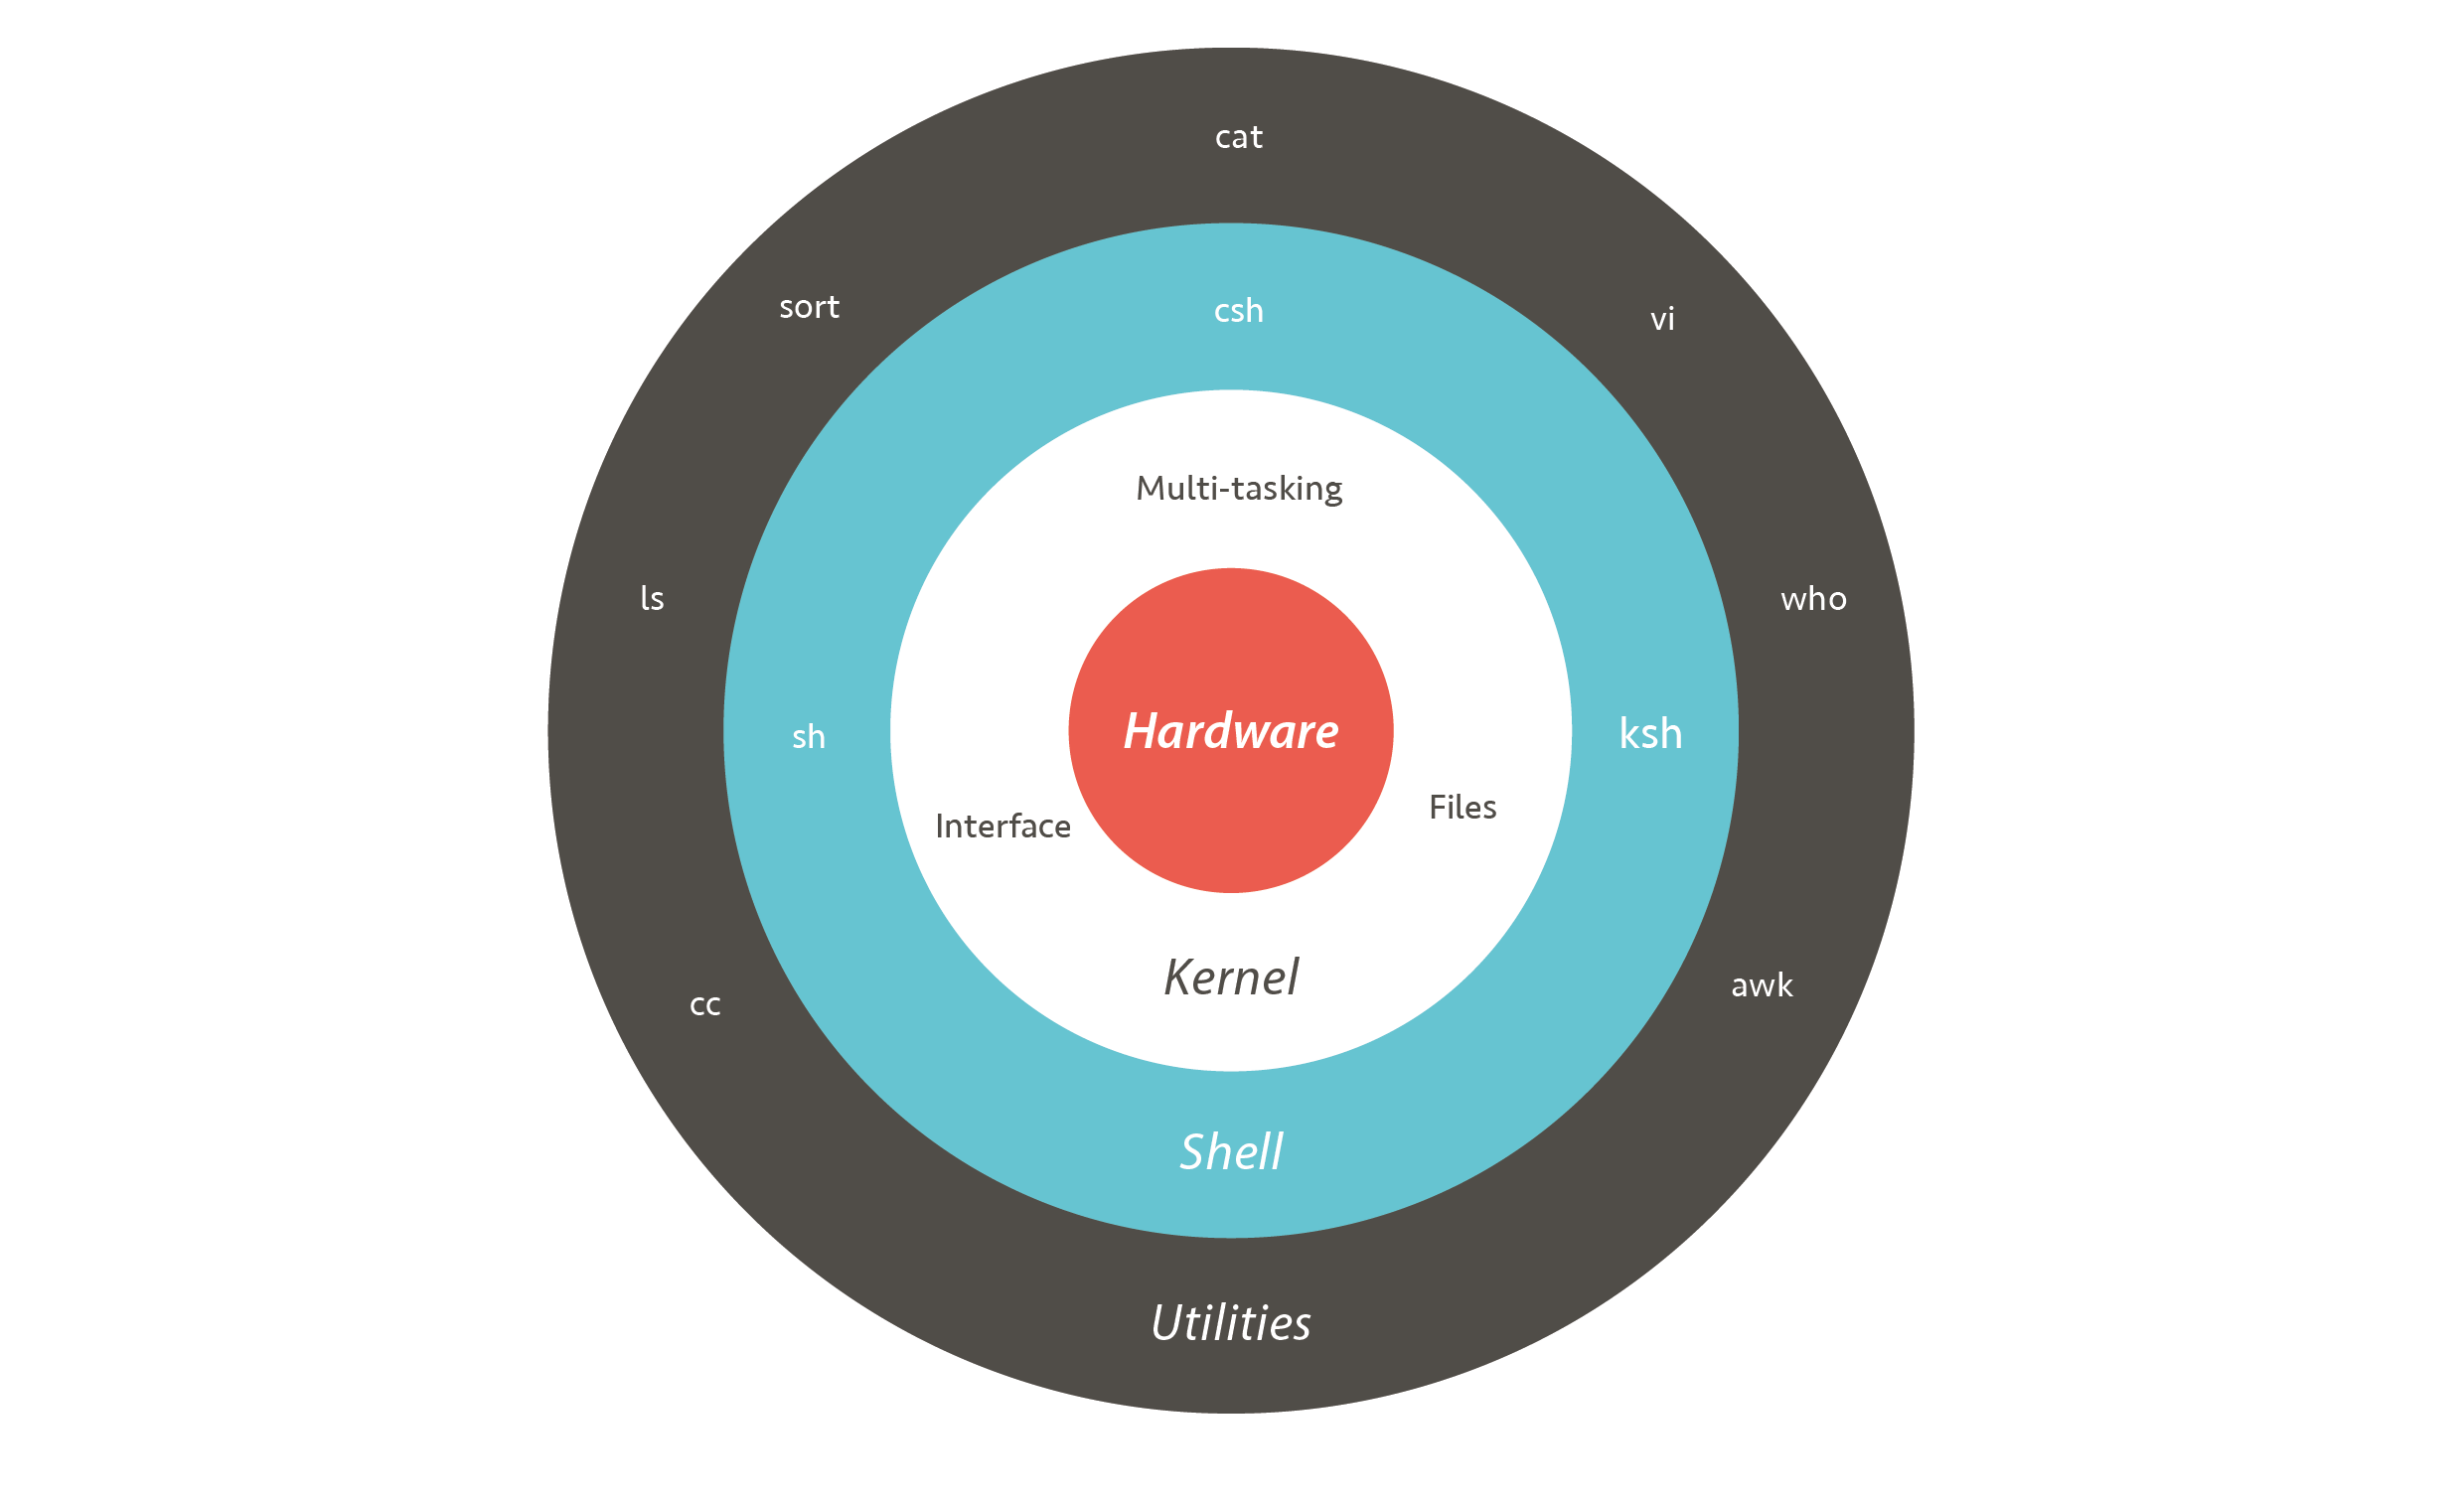 cat
sort
csh
vi
Multi-tasking
ls
who
sh
Hardware
ksh
Interface
Files
Kernel
cc
awk
Shell
Utilities